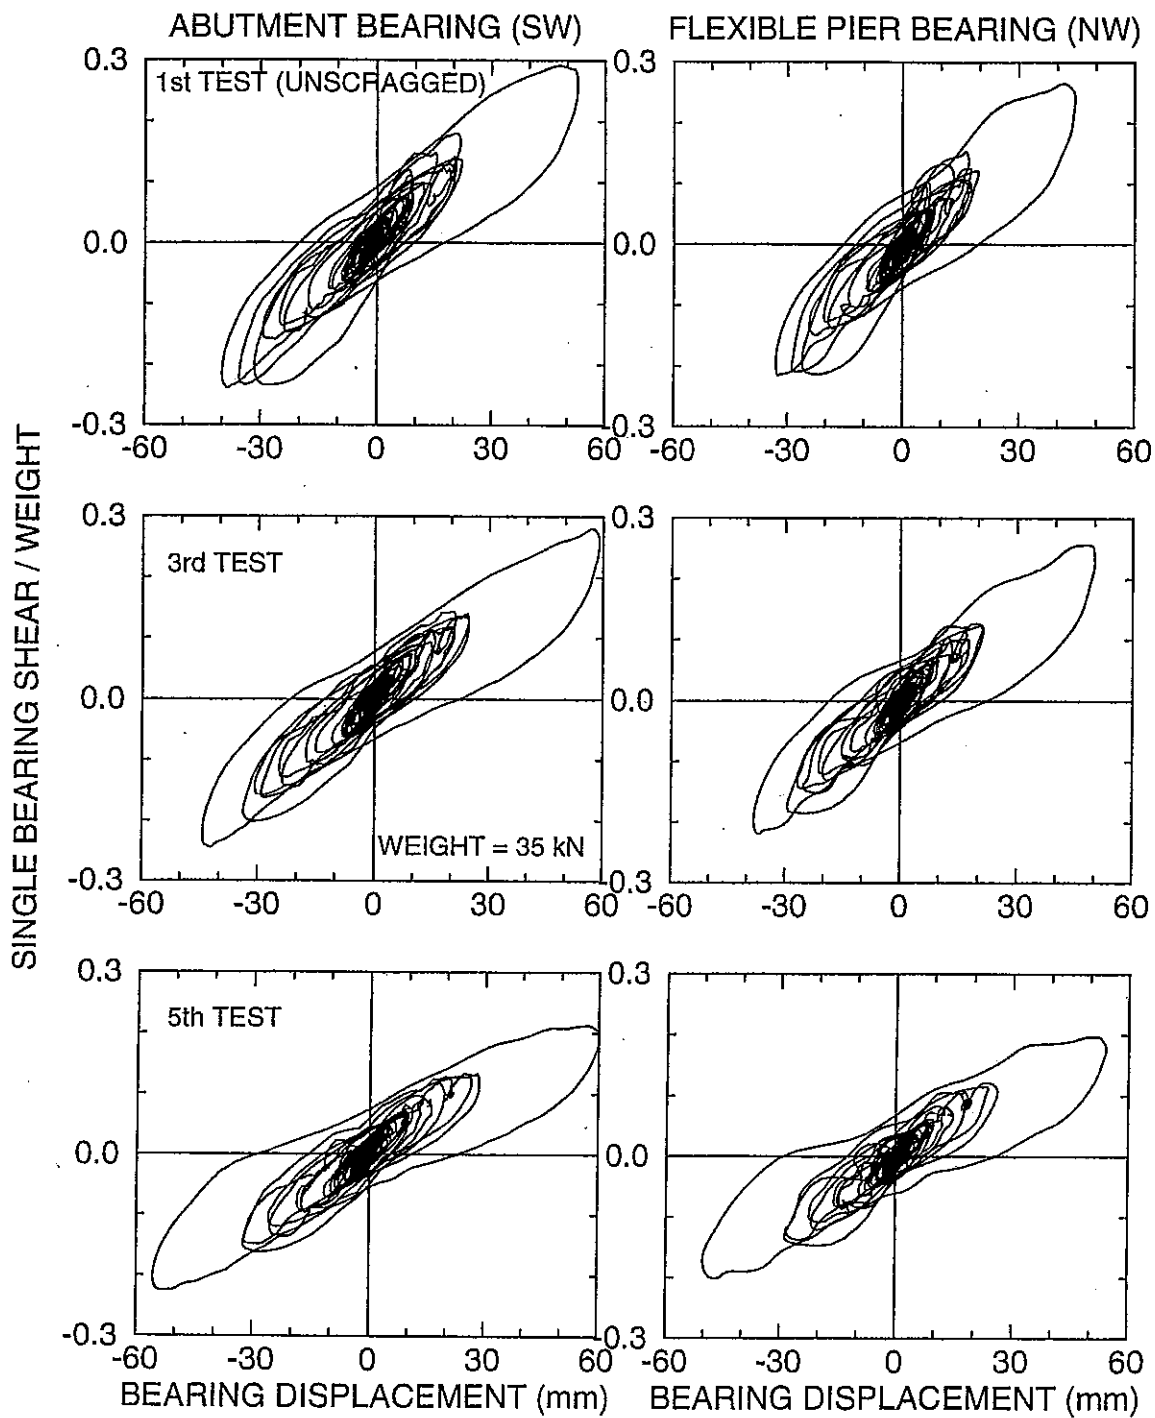 ABUTMENT BEARING (SW)
FLEXIBLE PIER BEARING (NW)
0.3
1st TEST (UNSCRAGGED)
0.0
-0.3
-60 -30 0 30 60
0.3
0.0
-0.3
-60 -30 0 30 60
SINGLE BEARING SHEAR / WEIGHT
0.3
3rd TEST
0.0
WEIGHT = 35 kN
-0.3
-60 -30 0 30 60
0.3
0.0
-0.3
-60 -30 0 30 60
0.3
5th TEST
0.0
-0.3
-60 -30 0 30 60
BEARING DISPLACEMENT (mm)
0.3
0.0
-0.3
-60 -30 0 30 60
BEARING DISPLACEMENT (mm)